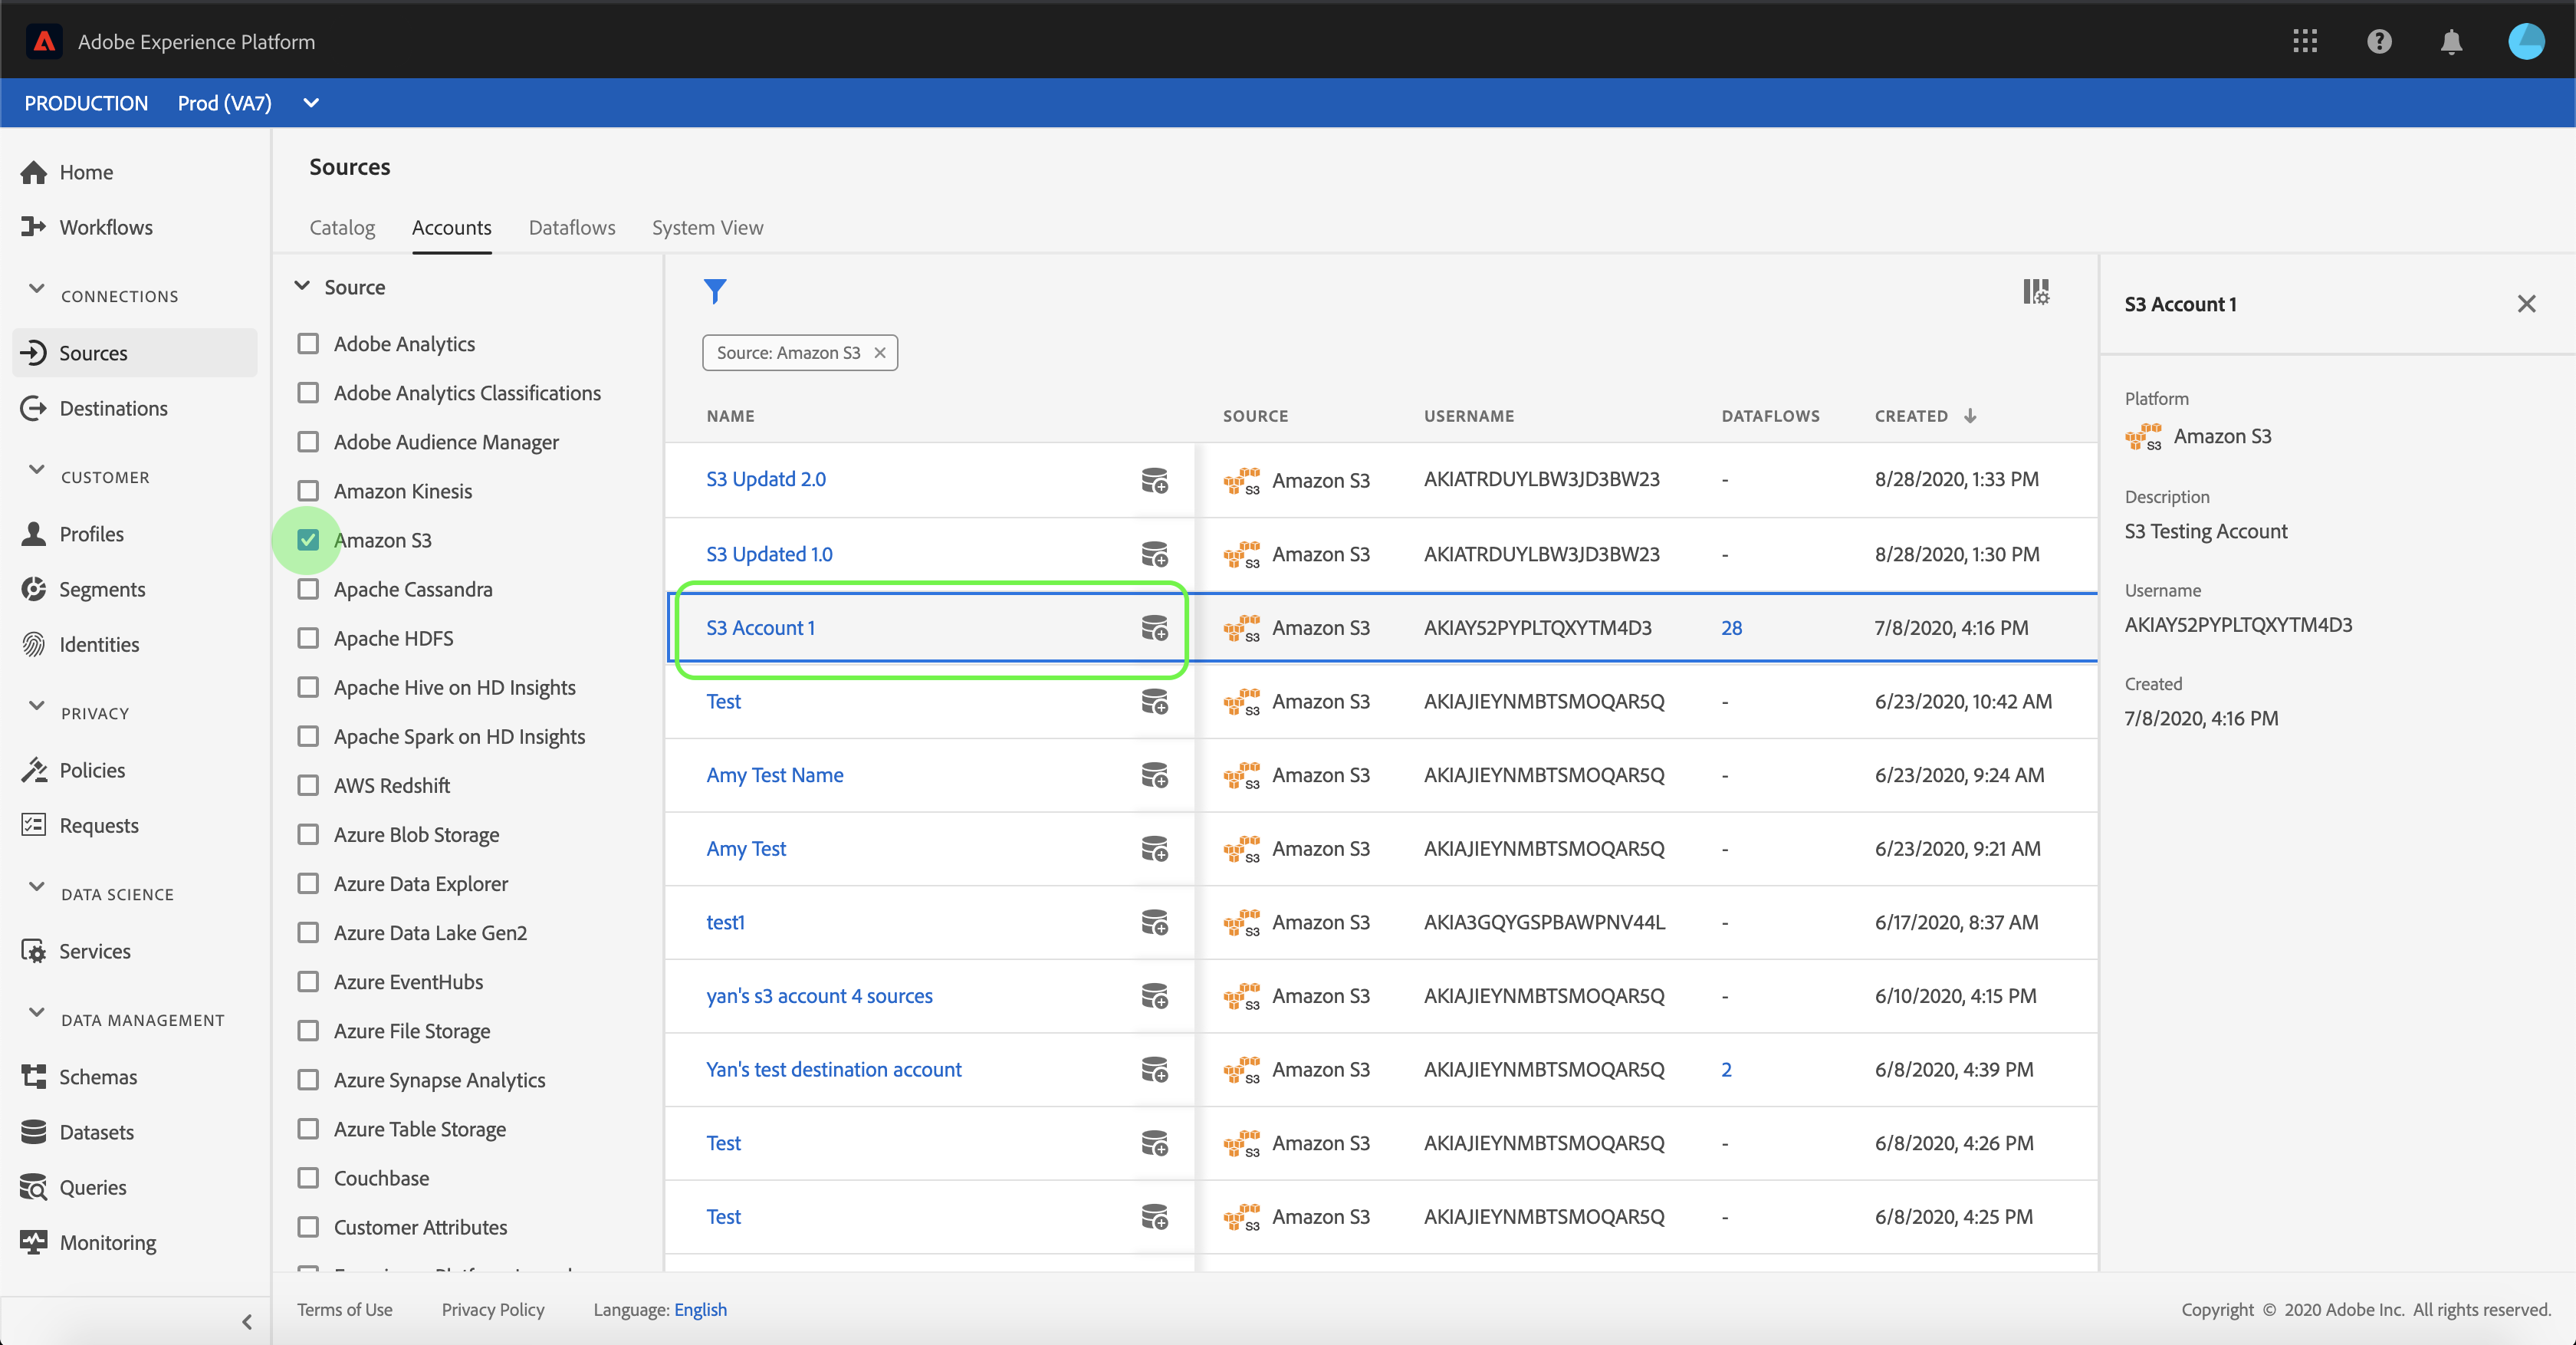 Adobe Experience Platform
PRODUCTION Prod (VA7)
Home
Workflows
CONNECTIONS
Sources
Destinations
CUSTOMER
Profiles
Segments
Identities
PRIVACY
Policies
Requests
DATA SCIENCE
Services
DATA MANAGEMENT
Schemas
Datasets
Queries
Monitoring
Sources
Catalog Accounts Dataflows System View
Source
Adobe Analytics
Adobe Analytics Classifications
Adobe Audience Manager
Amazon Kinesis
Amazon S3
Apache Cassandra
Apache HDFS
Apache Hive on HD Insights
Apache Spark on HD Insights
AWS Redshift
Azure Blob Storage
Azure Data Explorer
Azure Data Lake Gen2
Azure EventHubs
Azure File Storage
Azure Synapse Analytics
Azure Table Storage
Couchbase
Customer Attributes
Source: Amazon S3
NAME SOURCE USERNAME DATAFLOWS CREATED
S3 Updatd 2.0 S3 Amazon S3 AKIATRDUYLBW3JD3BW23 - 8/28/2020, 1:33 PM
S3 Updated 1.0 S3 Amazon S3 AKIATRDUYLBW3JD3BW23 - 8/28/2020, 1:30 PM
S3 Account 1 S3 Amazon S3 AKIAY52PYPLTQXYTM4D3 28 7/8/2020, 4:16 PM
Test S3 Amazon S3 AKIAJIEYNMBTSMOQAR5Q - 6/23/2020, 10:42 AM
Amy Test Name S3 Amazon S3 AKIAJIEYNMBTSMOQAR5Q - 6/23/2020, 9:24 AM
Amy Test S3 Amazon S3 AKIAJIEYNMBTSMOQAR5Q - 6/23/2020, 9:21 AM
test1 S3 Amazon S3 AKIA3GQYGSPBAWPNV44L - 6/17/2020, 8:37 AM
yan's s3 account 4 sources S3 Amazon S3 AKIAJIEYNMBTSMOQAR5Q - 6/10/2020, 4:15 PM
Yan's test destination account S3 Amazon S3 AKIAJIEYNMBTSMOQAR5Q 2 6/8/2020, 4:39 PM
Test S3 Amazon S3 AKIAJIEYNMBTSMOQAR5Q - 6/8/2020, 4:26 PM
Test S3 Amazon S3 AKIAJIEYNMBTSMOQAR5Q - 6/8/2020, 4:25 PM
S3 Account 1
Platform
S3 Amazon S3
Description
S3 Testing Account
Username
AKIAY52PYPLTQXYTM4D3
Created
7/8/2020, 4:16 PM
Terms of Use Privacy Policy Language: English
Copyright © 2020 Adobe Inc. All rights reserved.